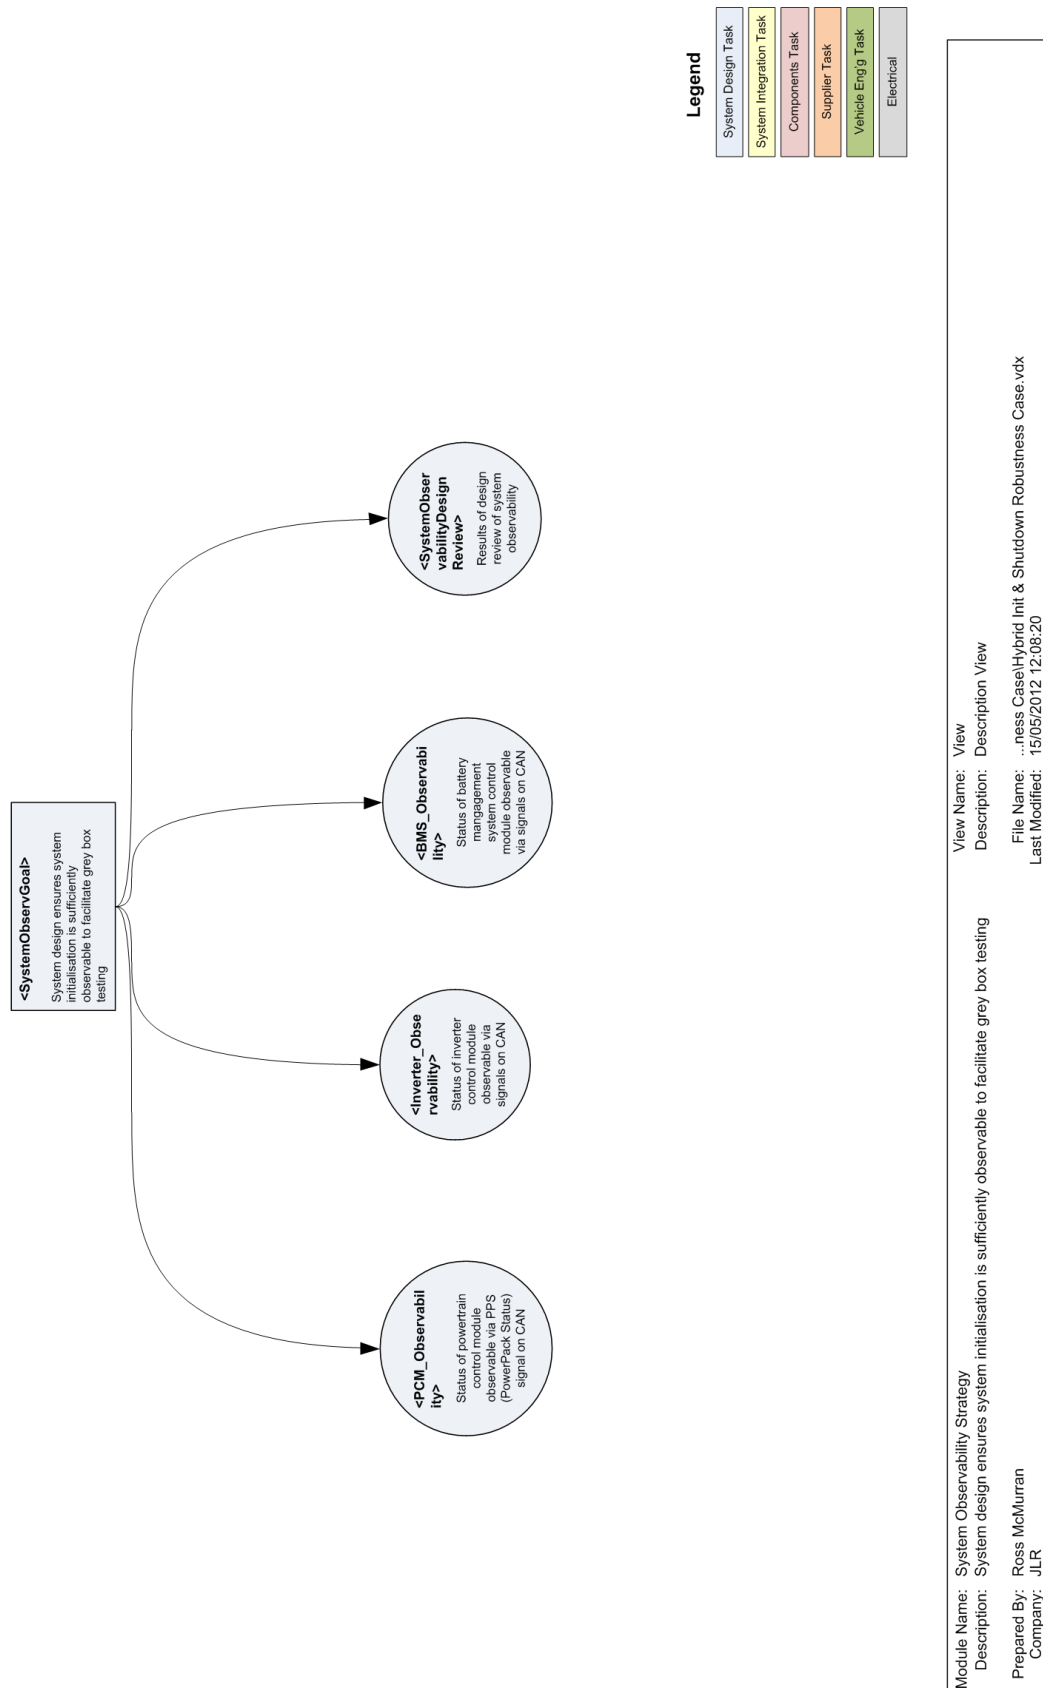 <SystemObservGoal>
System design ensures system
initialisation is sufficiently
observable to facilitate grey box
testing
<PCM_Observabil
ity>
Status of powertrain
control module
observable via PPS
(PowerPack Status)
signal on CAN
<Inverter_Obse
rvability>
Status of inverter
control module
observable via
signals on CAN
<BMS_Observabi
lity>
Status of battery
mangagement
system control
module observable
via signals on CAN
<SystemObser
vabilityDesign
Review>
Results of design
review of system
observability
Legend
System Design Task
System Integration Task
Components Task
Supplier Task
Vehicle Eng'g Task
Electrical
Module Name: System Observability Strategy
Description: System design ensures system initialisation is sufficiently observable to facilitate grey box testing
Prepared By: Ross McMurran
Company: JLR
View Name: View
Description: Description View
File Name: ...ness Case\Hybrid Init & Shutdown Robustness Case.vdx
Last Modified: 15/05/2012 12:08:20